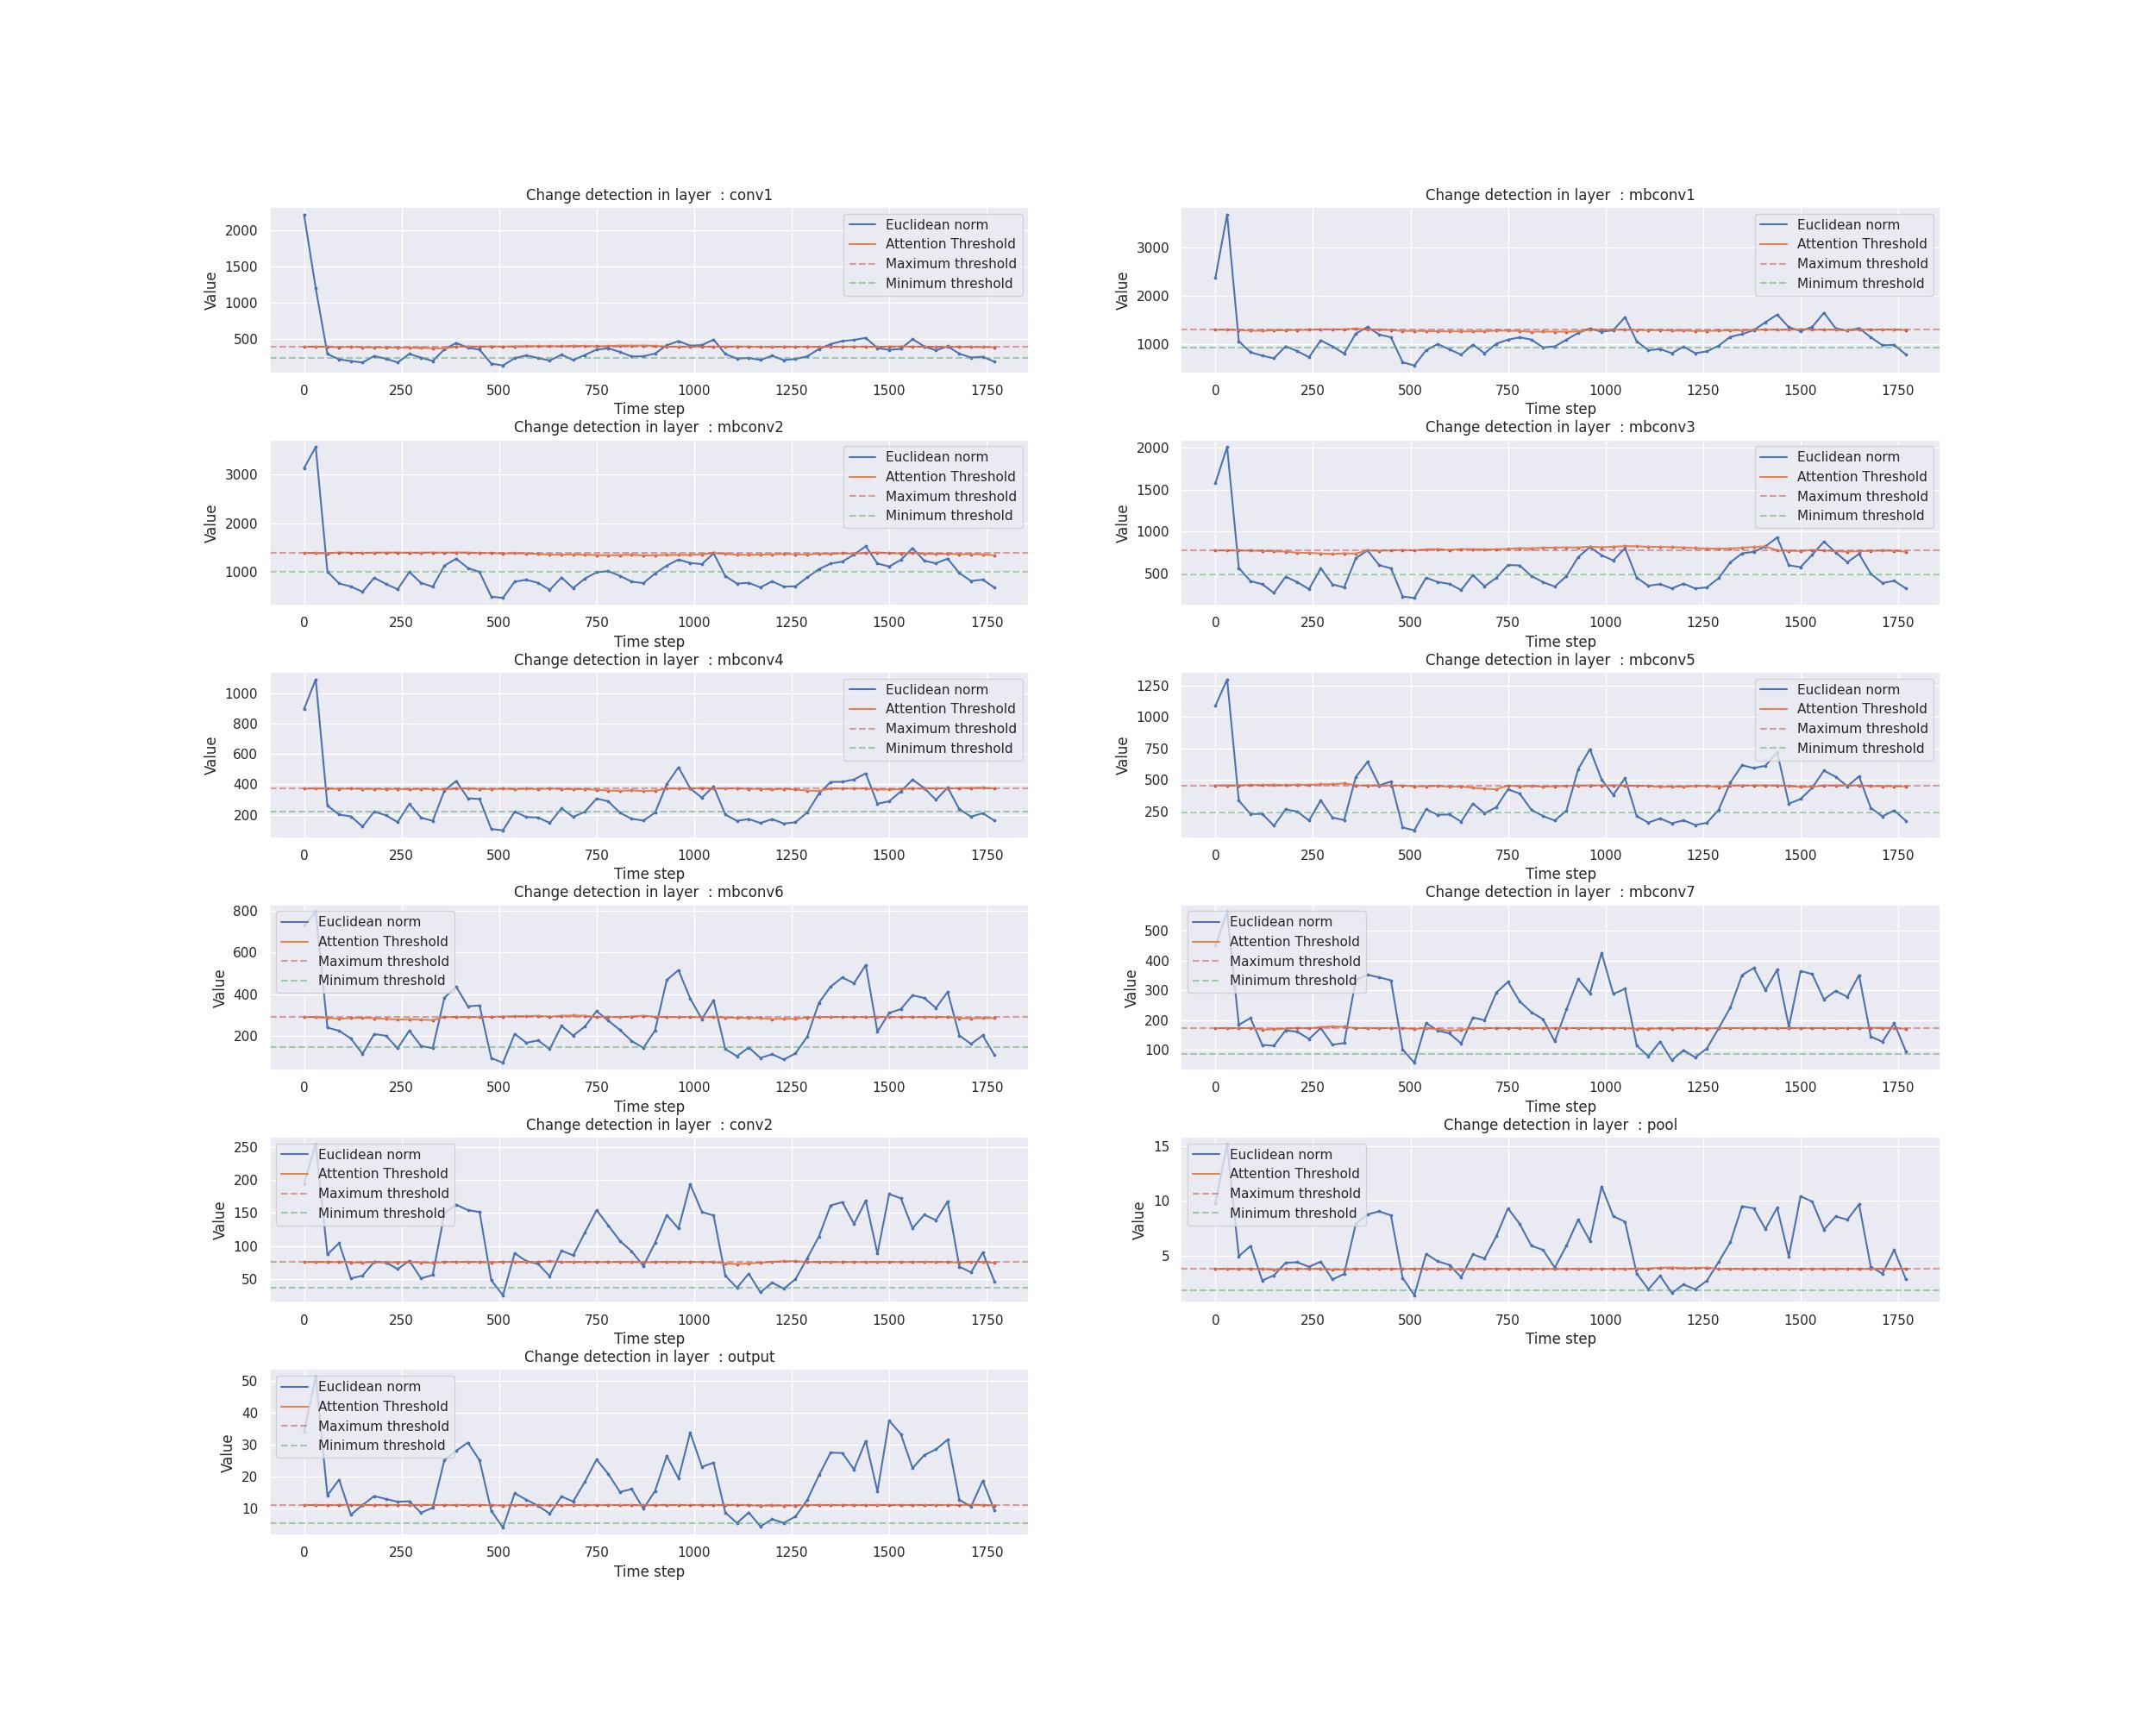 Change detection in layer  : conv1
Value
2000
1500
1000
500
Euclidean norm
Attention Threshold
Maximum threshold
Minimum threshold
0 250 500 750 1000 1250 1500 1750
Time step
Change detection in layer  : mbconv1
Value
3000
2000
1000
Euclidean norm
Attention Threshold
Maximum threshold
Minimum threshold
0 250 500 750 1000 1250 1500 1750
Time step
Change detection in layer  : mbconv2
Value
3000
2000
1000
Euclidean norm
Attention Threshold
Maximum threshold
Minimum threshold
0 250 500 750 1000 1250 1500 1750
Time step
Change detection in layer  : mbconv3
Value
2000
1500
1000
500
Euclidean norm
Attention Threshold
Maximum threshold
Minimum threshold
0 250 500 750 1000 1250 1500 1750
Time step
Change detection in layer  : mbconv4
Value
1000
800
600
400
200
Euclidean norm
Attention Threshold
Maximum threshold
Minimum threshold
0 250 500 750 1000 1250 1500 1750
Time step
Change detection in layer  : mbconv5
Value
1250
1000
750
500
250
Euclidean norm
Attention Threshold
Maximum threshold
Minimum threshold
0 250 500 750 1000 1250 1500 1750
Time step
Change detection in layer  : mbconv6
Value
800
600
400
200
Euclidean norm
Attention Threshold
Maximum threshold
Minimum threshold
0 250 500 750 1000 1250 1500 1750
Time step
Change detection in layer  : mbconv7
Value
500
400
300
200
100
Euclidean norm
Attention Threshold
Maximum threshold
Minimum threshold
0 250 500 750 1000 1250 1500 1750
Time step
Change detection in layer  : conv2
Value
250
200
150
100
50
Euclidean norm
Attention Threshold
Maximum threshold
Minimum threshold
0 250 500 750 1000 1250 1500 1750
Time step
Change detection in layer  : pool
Value
15
10
5
Euclidean norm
Attention Threshold
Maximum threshold
Minimum threshold
0 250 500 750 1000 1250 1500 1750
Time step
Change detection in layer  : output
Value
50
40
30
20
10
Euclidean norm
Attention Threshold
Maximum threshold
Minimum threshold
0 250 500 750 1000 1250 1500 1750
Time step